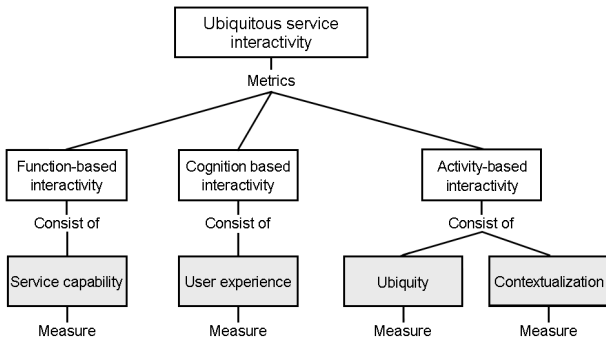 Ubiquitous service
interactivity
Metrics
Function-based
interactivity
Cognition based
interactivity
Activity-based
interactivity
Consist of
Consist of
Consist of
Service capability
User experience
Ubiquity
Contextualization
Measure
Measure
Measure
Measure